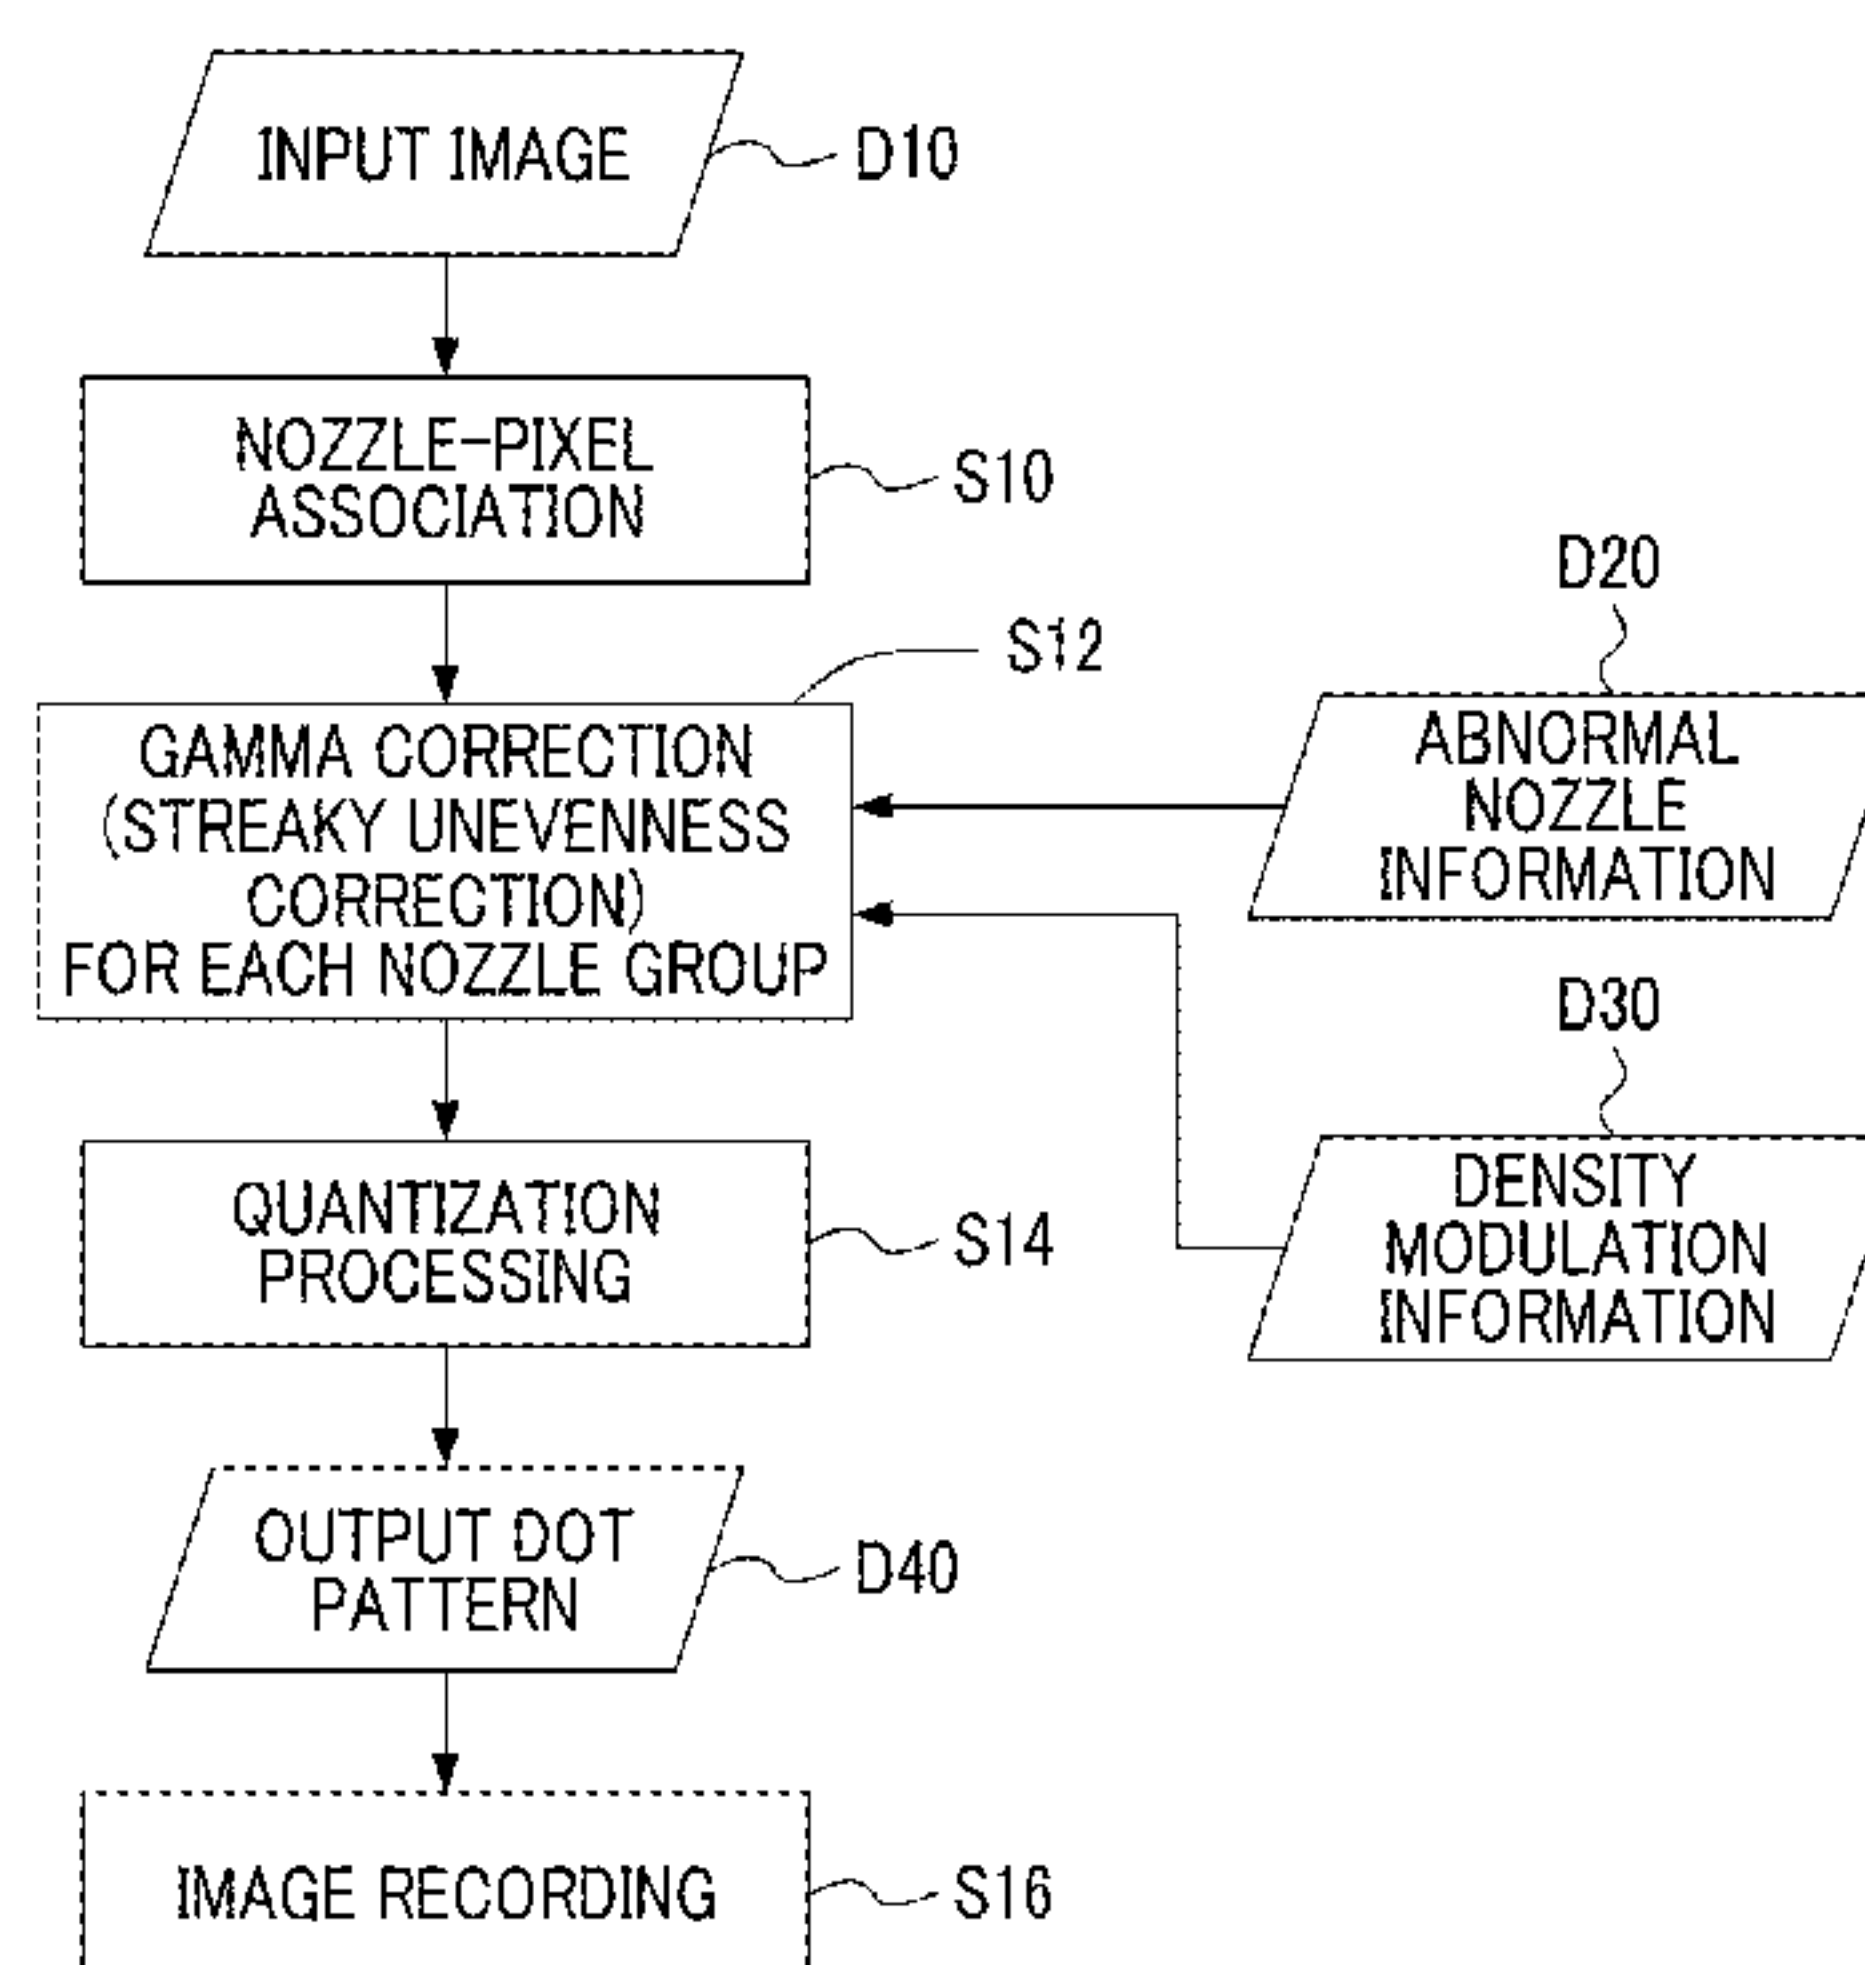 INPUT IMAGE
D10
NOZZLE-PIXEL
ASSOCIATION
S10
S12
GAMMA CORRECTION
(STREAKY UNEVENNESS
CORRECTION)
FOR EACH NOZZLE GROUP
D20
ABNORMAL
NOZZLE
INFORMATION
D30
DENSITY
MODULATION
INFORMATION
QUANTIZATION
PROCESSING
S14
OUTPUT DOT
PATTERN
D40
IMAGE RECORDING
S16